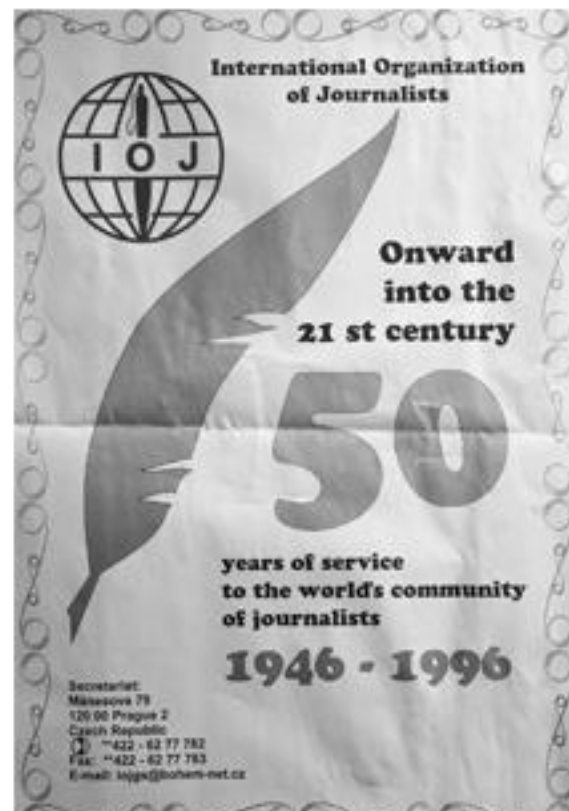 International Organization
of Journalists
I O J
Onward
into the
21 st century
50
years of service
to the world's community
of journalists
1946 - 1996
Secretariat:
Mánesova 79
120 00 Prague 2
Czech Republic
**422 - 62 77 782
Fax: **422 - 62 77 783
E-mail: iojgs@bohem-net.cz